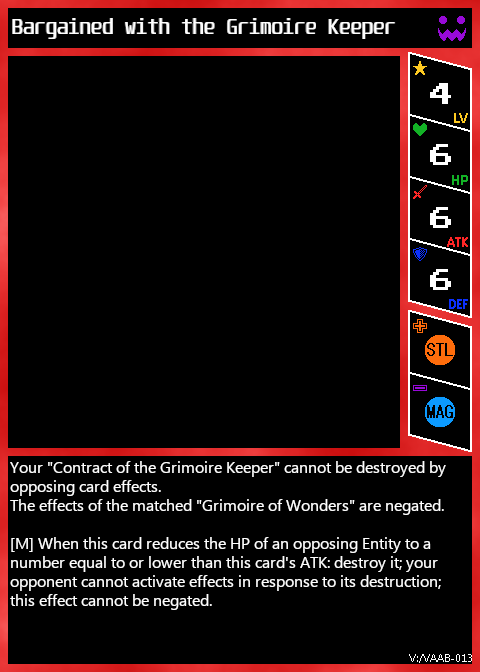 Bargained with the Grimoire Keeper
4
LV
6
HP
6
ATK
6
DEF
STL
MAG
Your "Contract of the Grimoire Keeper" cannot be destroyed by
opposing card effects.
The effects of the matched "Grimoire of Wonders" are negated.
[M] When this card reduces the HP of an opposing Entity to a
number equal to or lower than this card's ATK: destroy it; your
opponent cannot activate effects in response to its destruction;
this effect cannot be negated.
V:/VAAB-013